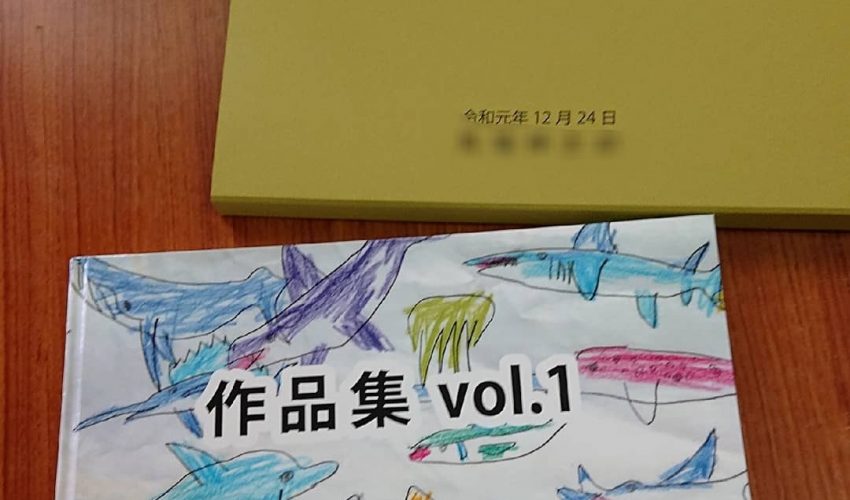 令和元年 12 月 24 日
作品集 vol.1